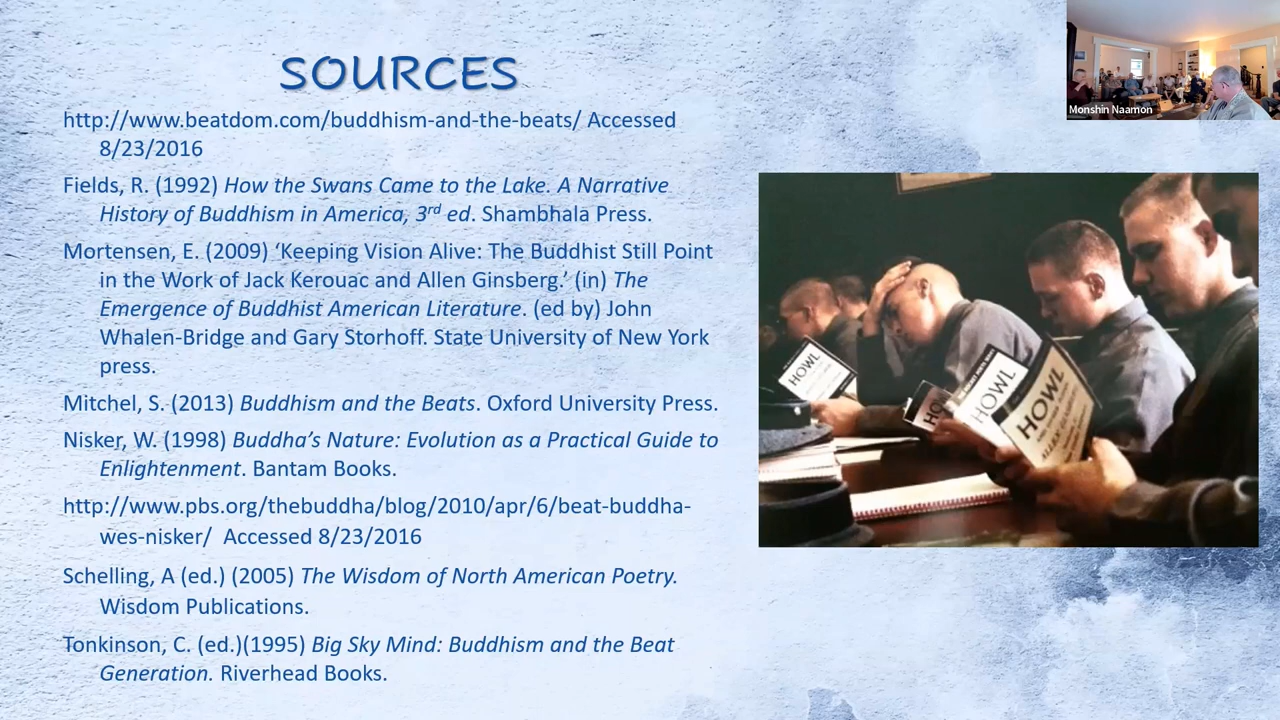 SOURCES
http://www.beatdom.com/buddhism-and-the-beats/ Accessed
8/23/2016
Fields, R. (1992) How the Swans Came to the Lake. A Narrative
History of Buddhism in America, 3rd ed. Shambhala Press.
Mortensen, E. (2009) ‘Keeping Vision Alive: The Buddhist Still Point
in the Work of Jack Kerouac and Allen Ginsberg.’ (in) The
Emergence of Buddhist American Literature. (ed by) John
Whalen-Bridge and Gary Storhoff. State University of New York
press.
Mitchel, S. (2013) Buddhism and the Beats. Oxford University Press.
Nisker, W. (1998) Buddha’s Nature: Evolution as a Practical Guide to
Enlightenment. Bantam Books.
http://www.pbs.org/thebuddha/blog/2010/apr/6/beat-buddha-
wes-nisker/ Accessed 8/23/2016
Schelling, A (ed.) (2005) The Wisdom of North American Poetry.
Wisdom Publications.
Tonkinson, C. (ed.)(1995) Big Sky Mind: Buddhism and the Beat
Generation. Riverhead Books.
Monshin Naamon
HOWL
HOWL
HOWL